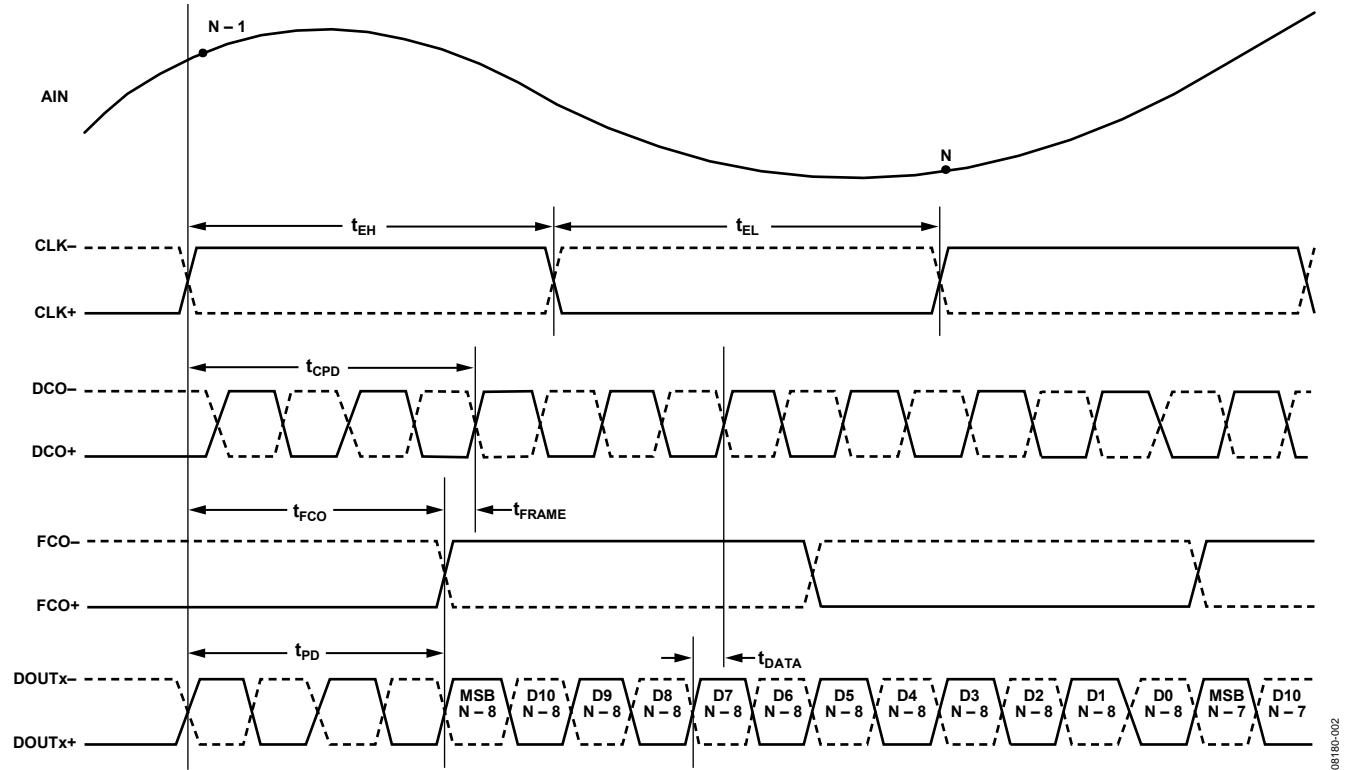 N – 1
AIN
N
tEH
tEL
CLK–
CLK+
tCPD
DCO–
DCO+
tFCO
tFRAME
FCO–
FCO+
tPD
tDATA
DOUTx–
MSB N – 8
D10 N – 8
D9 N – 8
D8 N – 8
D7 N – 8
D6 N – 8
D5 N – 8
D4 N – 8
D3 N – 8
D2 N – 8
D1 N – 8
D0 N – 8
MSB N – 7
D10 N – 7
DOUTx+
08180-002